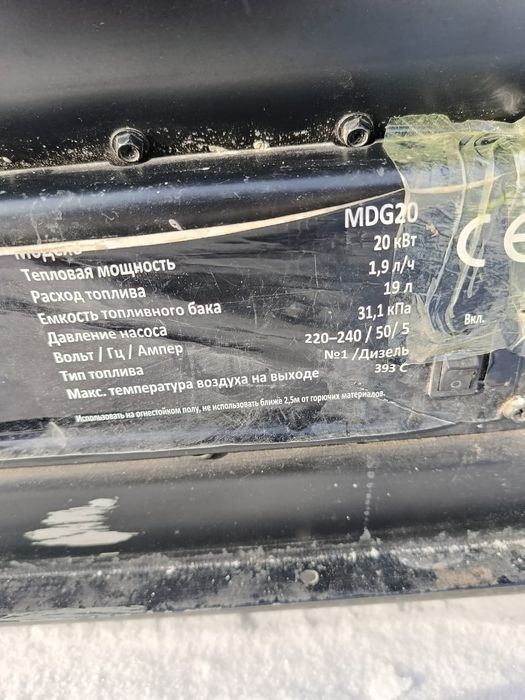 Модель MDG20
Тепловая мощность 20 кВт
Расход топлива 1,9 л/ч
Емкость топливного бака 19 л
Давление насоса 31,1 кПа
Вольт / Гц / Ампер 220–240 / 50 / 5
Тип топлива №1 /Дизель
Макс. температура воздуха на выходе 393 C
Использовать на огнестойком полу, не использовать ближе 2,5м от горючих материалов.
CE
Вкл.